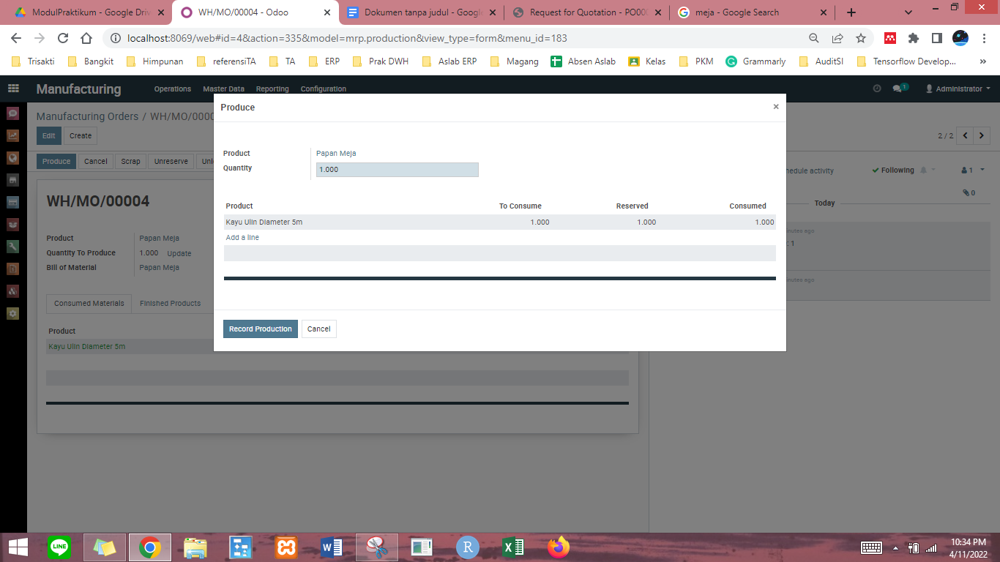 ModulPraktikum - Google Driv
WH/MO/00004 - Odoo
Dokumen tanpa judul - Google
Request for Quotation - PO000
meja - Google Search
localhost:8069/web#id=4&action=335&model=mrp.production&view_type=form&menu_id=183
Trisakti Bangkit Himpunan referensiTA TA ERP Prak DWH Aslab ERP Magang Absen Aslab Kelas PKM Grammarly AuditSI Tensorflow Develop... »
Manufacturing Operations Master Data Reporting Configuration 1 Administrator
Manufacturing Orders / WH/MO/0000
Edit Create 2 / 2
Produce Cancel Scrap Unreserve Unl
hedule activity Following 1
0
Today
WH/MO/00004
Product Papan Meja
Quantity To Produce 1.000 Update
Bill of Material Papan Meja
Consumed Materials Finished Products
Product
Kayu Ulin Diameter 5m
inutes ago
: 1
inutes ago
Produce ×
Product Papan Meja
Quantity 1.000
Product To Consume Reserved Consumed
Kayu Ulin Diameter 5m 1.000 1.000 1.000
Add a line
Record Production Cancel
LINE
R
10:34 PM
4/11/2022